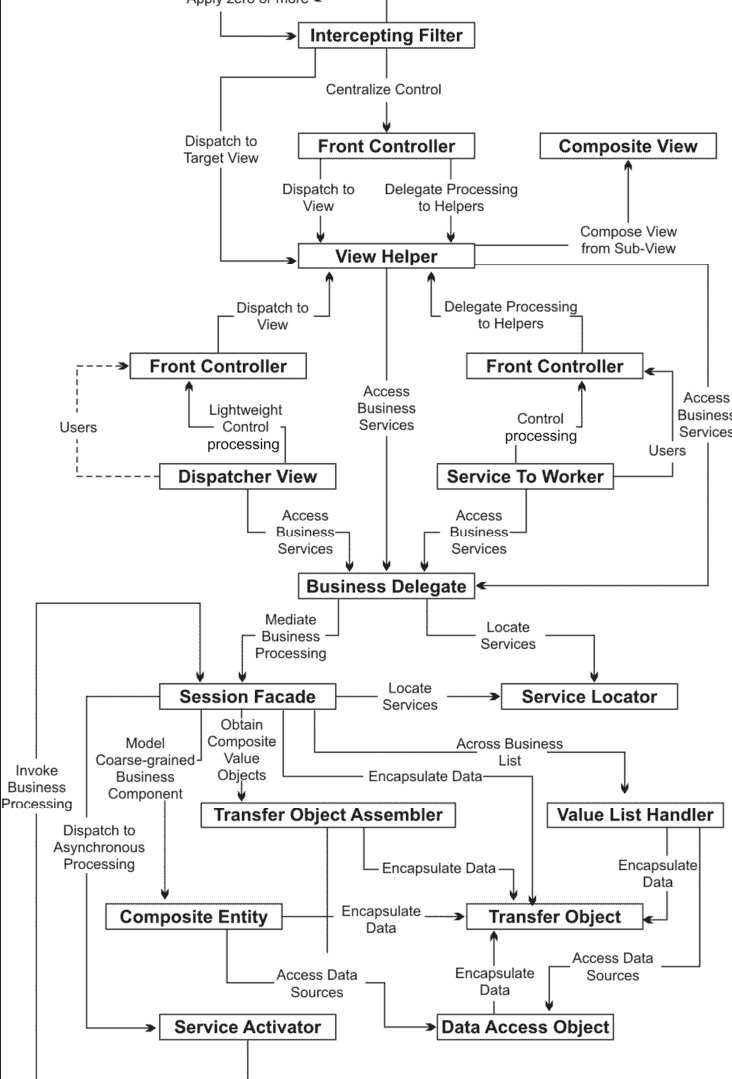 Apply zero or more
Intercepting Filter
Centralize Control
Dispatch to
Target View
Front Controller
Composite View
Dispatch to
View
Delegate Processing
to Helpers
Compose View
from Sub-View
View Helper
Dispatch to
View
Delegate Processing
to Helpers
Front Controller
Front Controller
Access
Business
Services
Access
Business
Services
Users
Lightweight
Control
processing
Control
processing
Users
Dispatcher View
Service To Worker
Access
Business
Services
Access
Business
Services
Business Delegate
Mediate
Business
Processing
Locate
Services
Session Facade
Locate
Services
Service Locator
Model
Coarse-grained
Business
Component
Obtain
Composite
Value
Objects
Across Business
List
Invoke
Business
Processing
Encapsulate Data
Transfer Object Assembler
Value List Handler
Dispatch to
Asynchronous
Processing
Encapsulate Data
Encapsulate
Data
Composite Entity
Encapsulate
Data
Transfer Object
Access Data
Sources
Encapsulate
Data
Access Data
Sources
Service Activator
Data Access Object